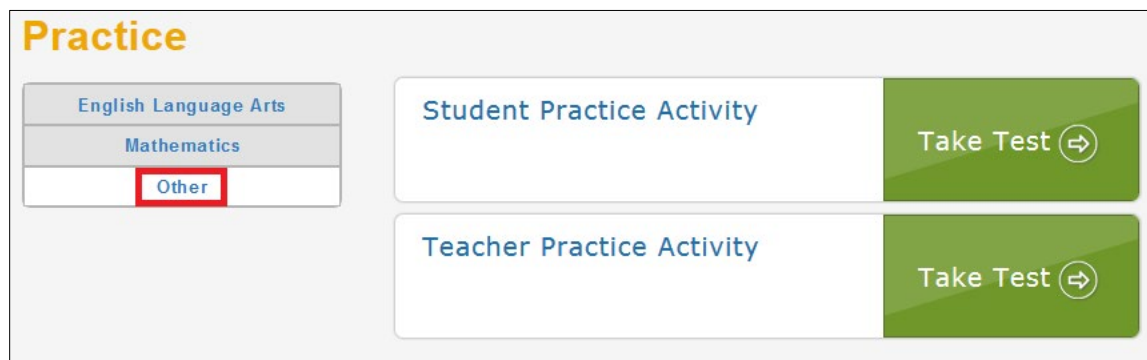 Practice
English Language Arts
Mathematics
Other
Student Practice Activity
Take Test
Teacher Practice Activity
Take Test